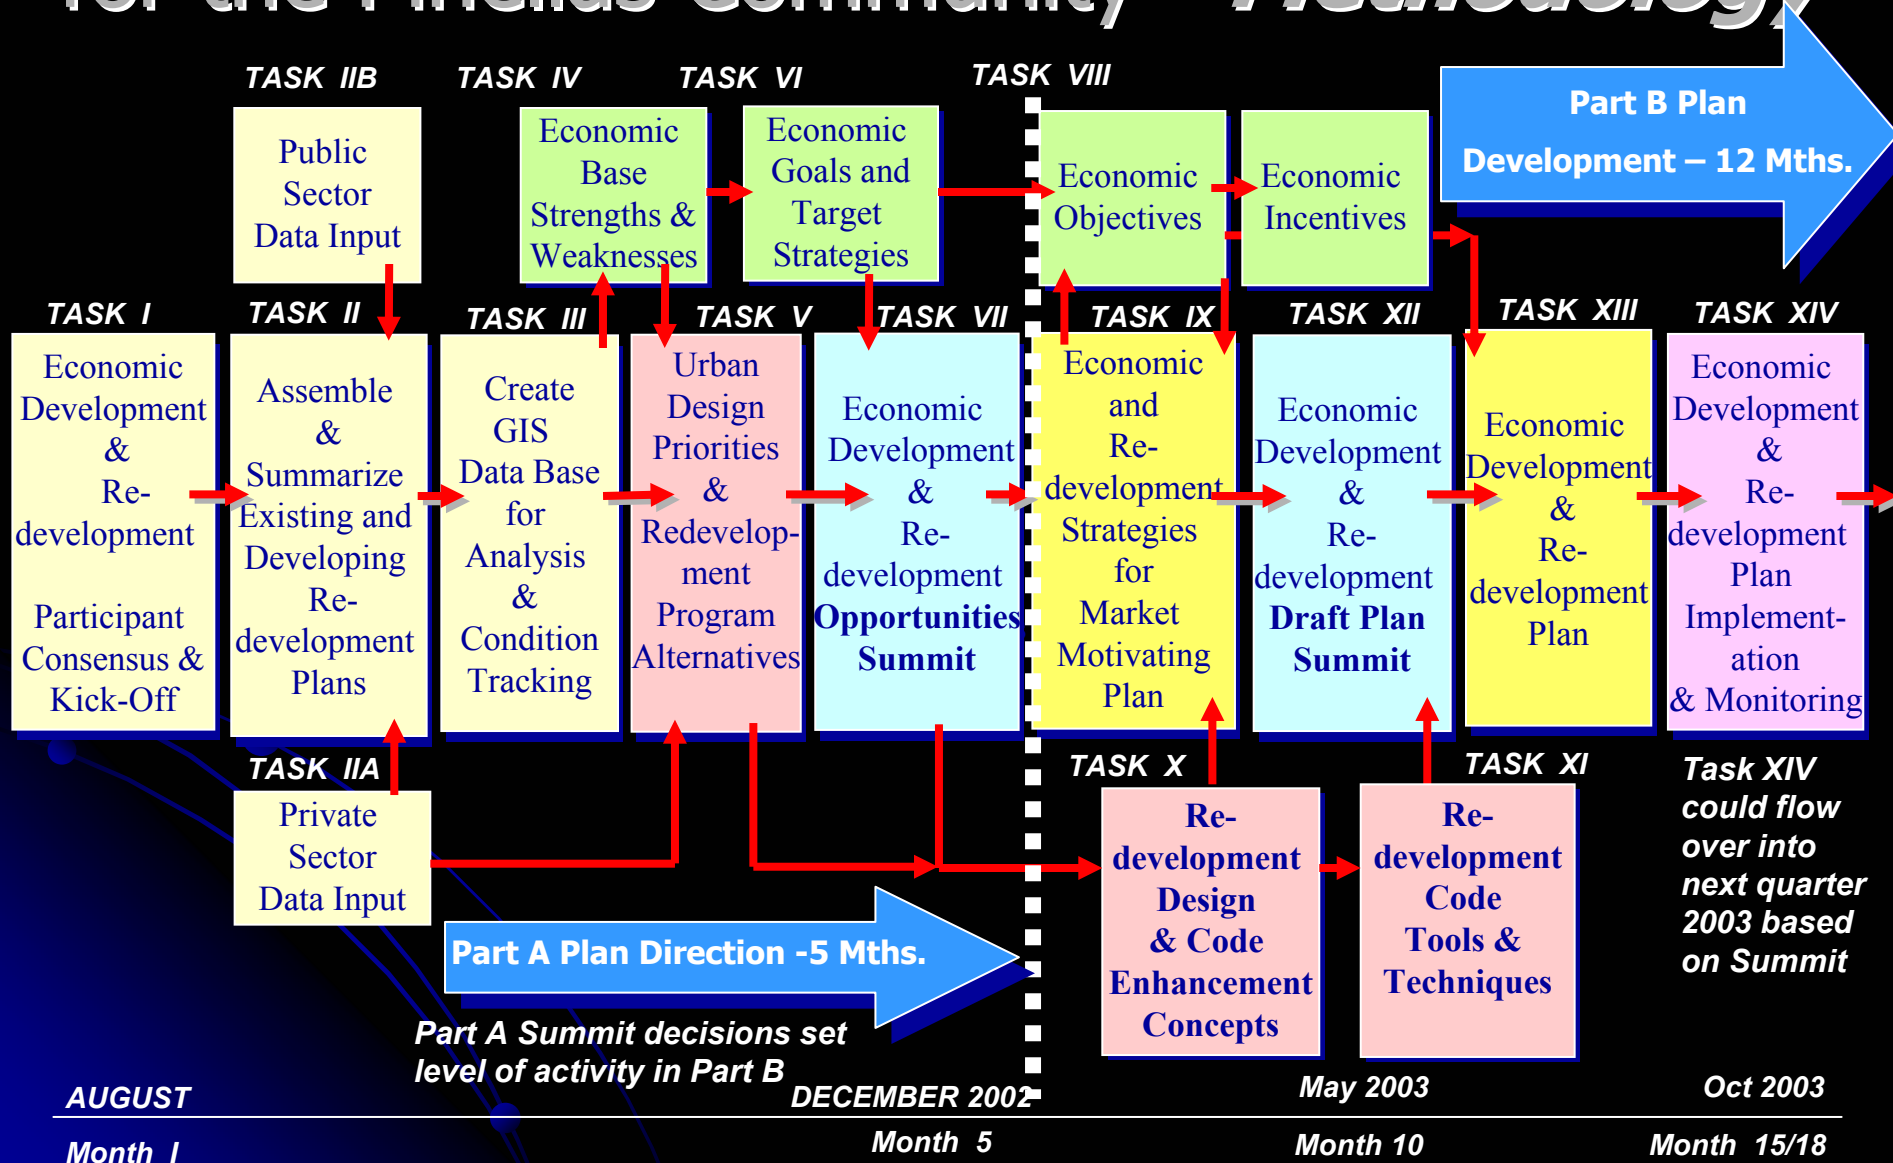 for the Pinellas Community - Methodology
TASK IIB
TASK IV
TASK VI
TASK VIII
Public
Sector
Data Input
Economic
Base
Strengths &
Weaknesses
Economic
Goals and
Target
Strategies
Economic
Objectives
Economic
Incentives
Part B Plan
Development – 12 Mths.
TASK I
TASK II
TASK III
TASK V
TASK VII
TASK IX
TASK XII
TASK XIII
TASK XIV
Economic
Development
&
Re-
development
Participant
Consensus &
Kick-Off
Assemble
&
Summarize
Existing and
Developing
Re-
development
Plans
Create
GIS
Data Base
for
Analysis
&
Condition
Tracking
Urban
Design
Priorities
&
Redevelop-
ment
Program
Alternatives
Economic
Development
&
Re-
development
Opportunities
Summit
Economic
and
Re-
development
Strategies
for
Market
Motivating
Plan
Economic
Development
&
Re-
development
Draft Plan
Summit
Economic
Development
&
Re-
development
Plan
Economic
Development
&
Re-
development
Plan
Implement-
ation
& Monitoring
TASK IIA
Private
Sector
Data Input
TASK X
Re-
development
Design
& Code
Enhancement
Concepts
TASK XI
Re-
development
Code
Tools &
Techniques
Task XIV
could flow
over into
next quarter
2003 based
on Summit
Part A Plan Direction -5 Mths.
Part A Summit decisions set
level of activity in Part B
AUGUST
DECEMBER 2002
May 2003
Oct 2003
Month I
Month 5
Month 10
Month 15/18